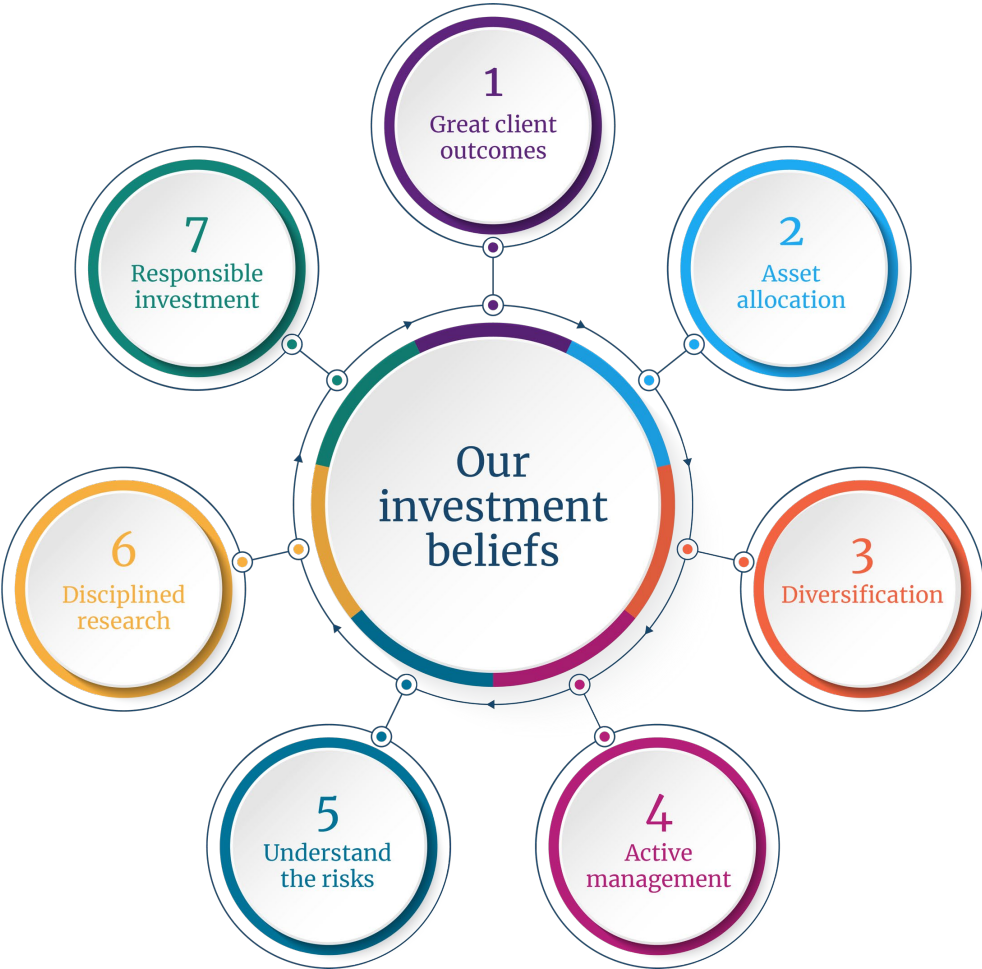 1
Great client
outcomes
2
Asset
allocation
3
Diversification
4
Active
management
5
Understand
the risks
6
Disciplined
research
7
Responsible
investment
Our
investment
beliefs